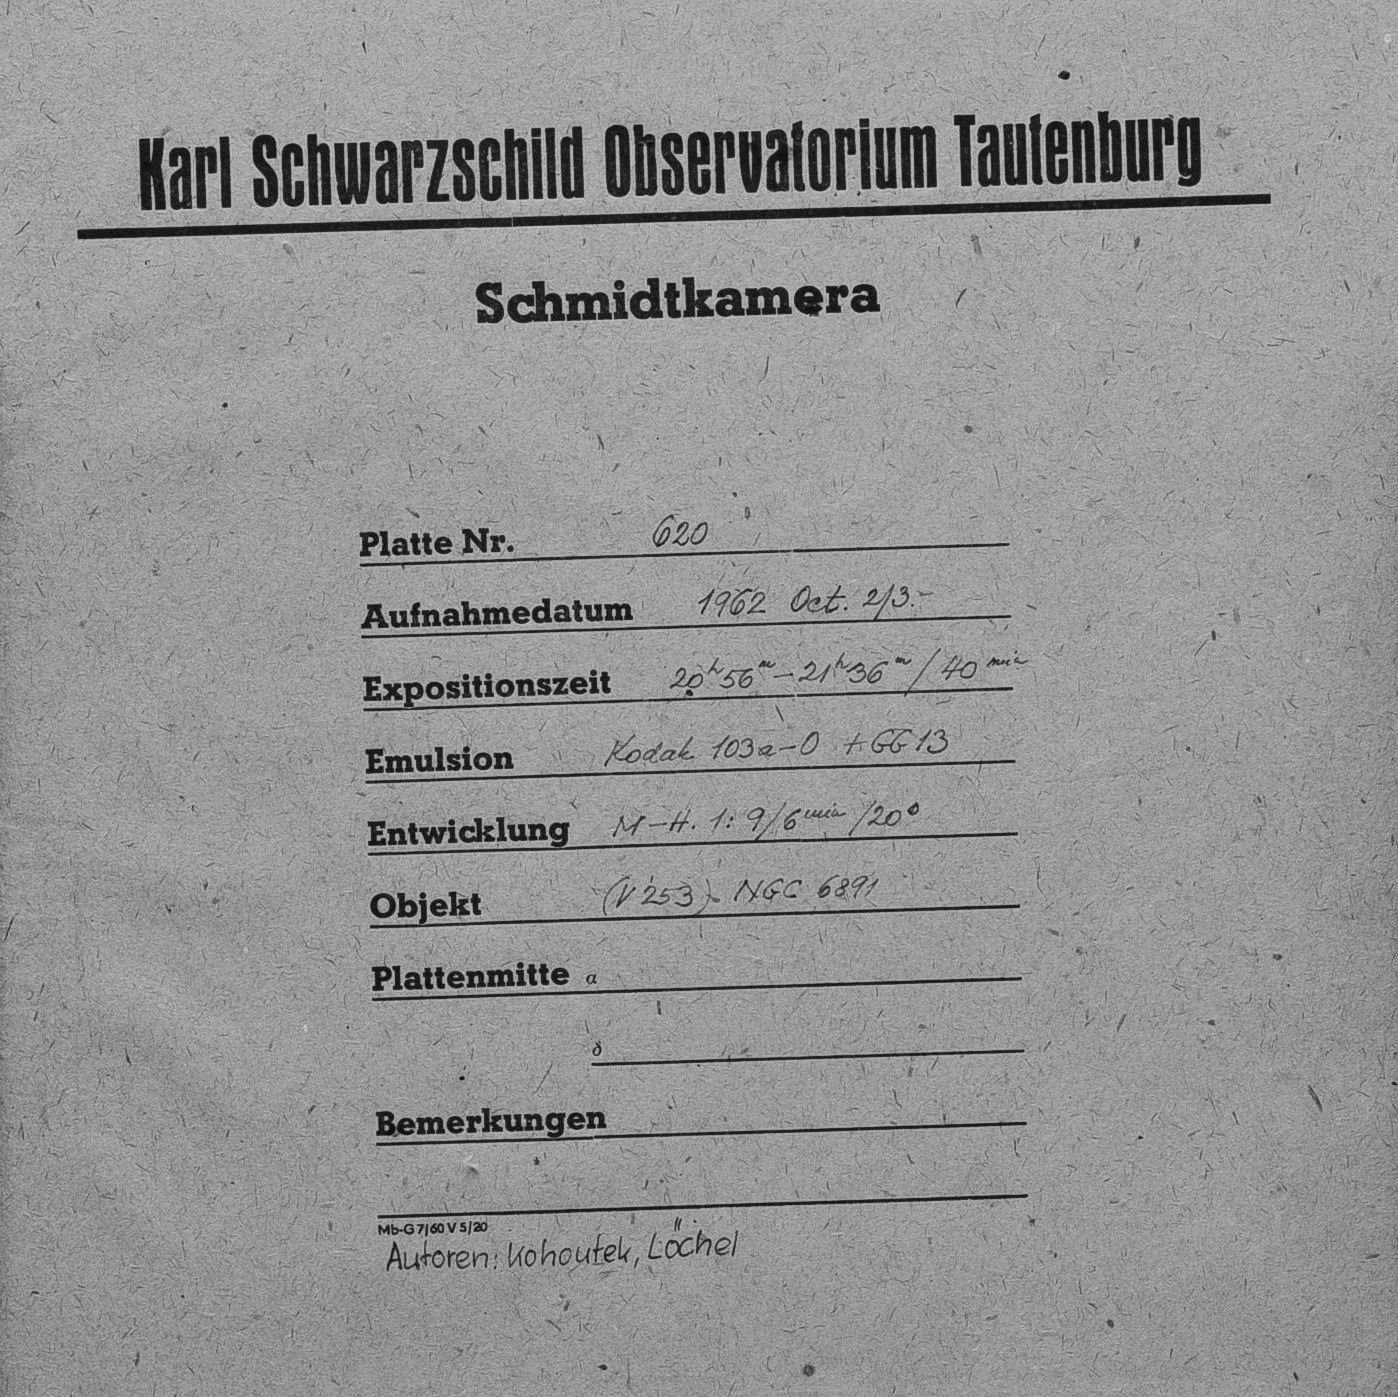 Karl Schwarzschild Observatorium Tautenburg
Schmidtkamera
Platte Nr. 620
Aufnahmedatum 1962 Oct. 2/3.-
Expositionszeit 20h56m-21h36m/40min
Emulsion Kodak 103a-O +GG13
Entwicklung M-H. 1:9/6min/20°
Objekt (V 253) NGC 6891
Plattenmitte α
δ
Bemerkungen
Mb-G 7/60 V 5/20
Autoren: Kohoutek, Löchel